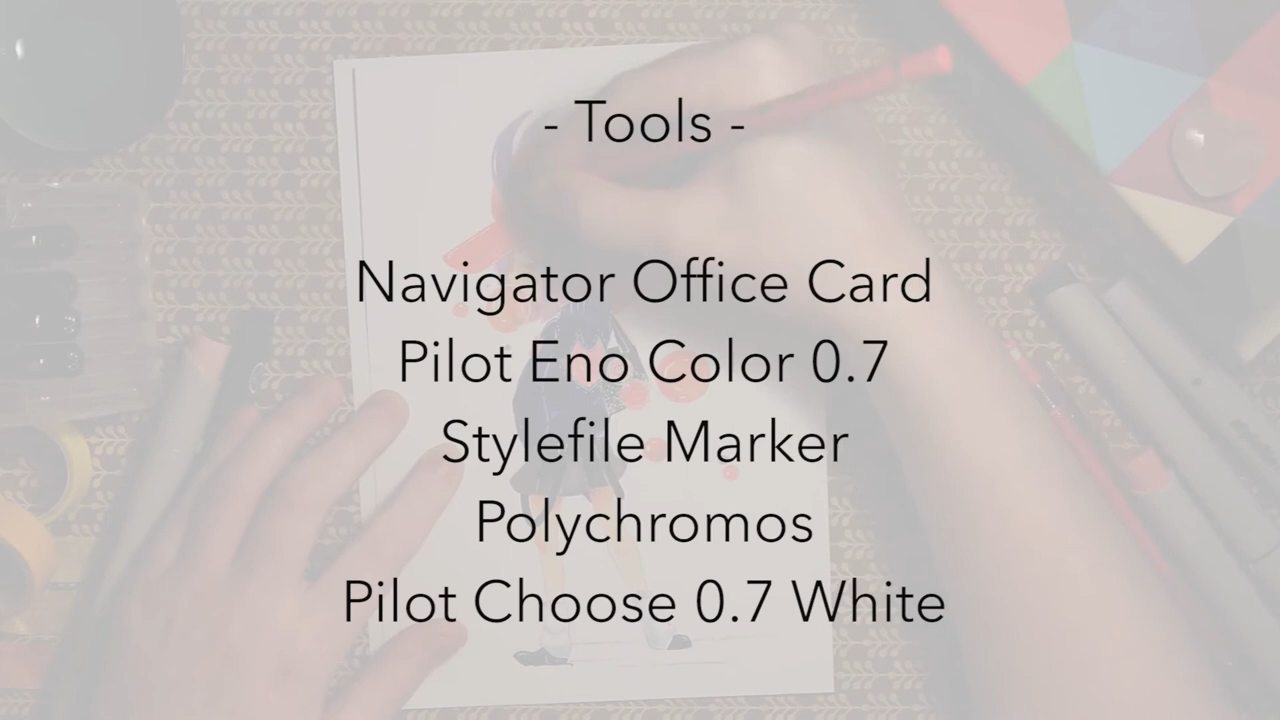 - Tools -
Navigator Office Card
Pilot Eno Color 0.7
Stylefile Marker
Polychromos
Pilot Choose 0.7 White